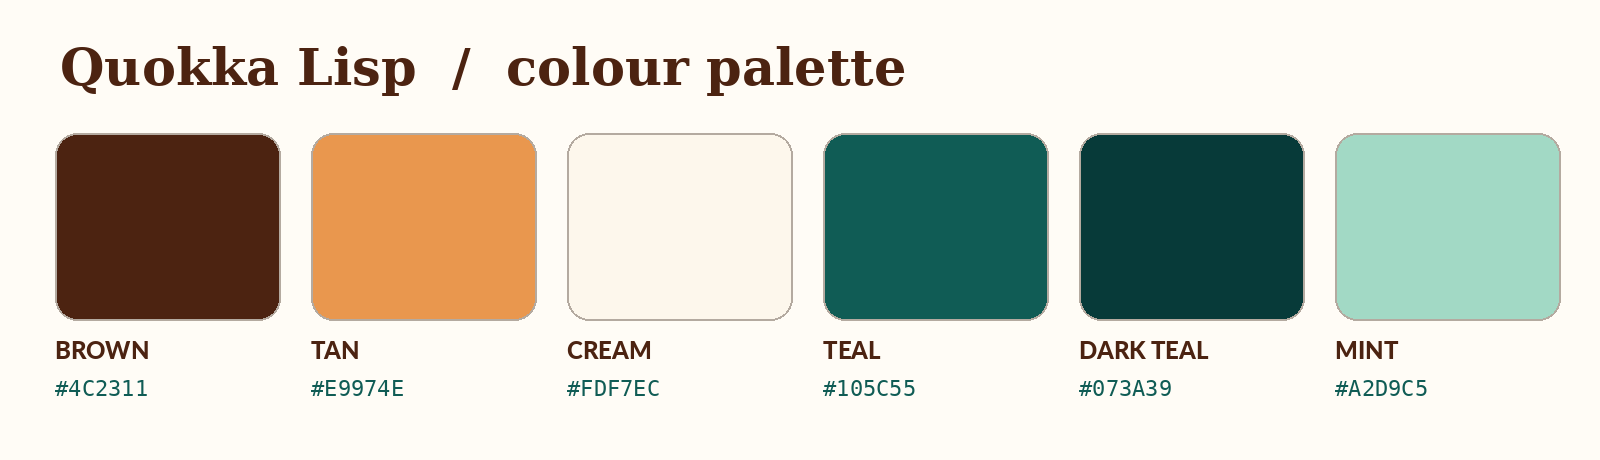 Quokka Lisp / colour palette
BROWN TAN CREAM TEAL DARK TEAL MINT
#4C2311 #E9974E #FDF7EC #105C55 #073A39 #A2D9C5